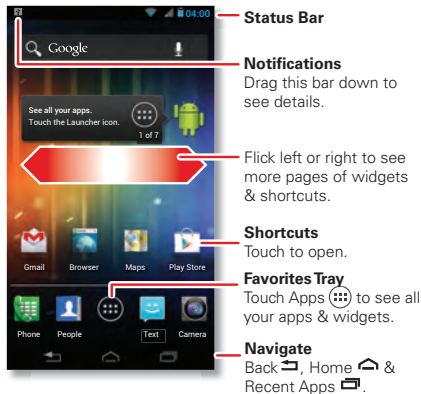 04:00
Google
See all your apps.
Touch the Launcher icon.
1 of 7
Gmail Browser Maps Play Store
Phone People Text Camera
Status Bar
Notifications
Drag this bar down to
see details.
Flick left or right to see
more pages of widgets
& shortcuts.
Shortcuts
Touch to open.
Favorites Tray
Touch Apps to see all
your apps & widgets.
Navigate
Back , Home &
Recent Apps .